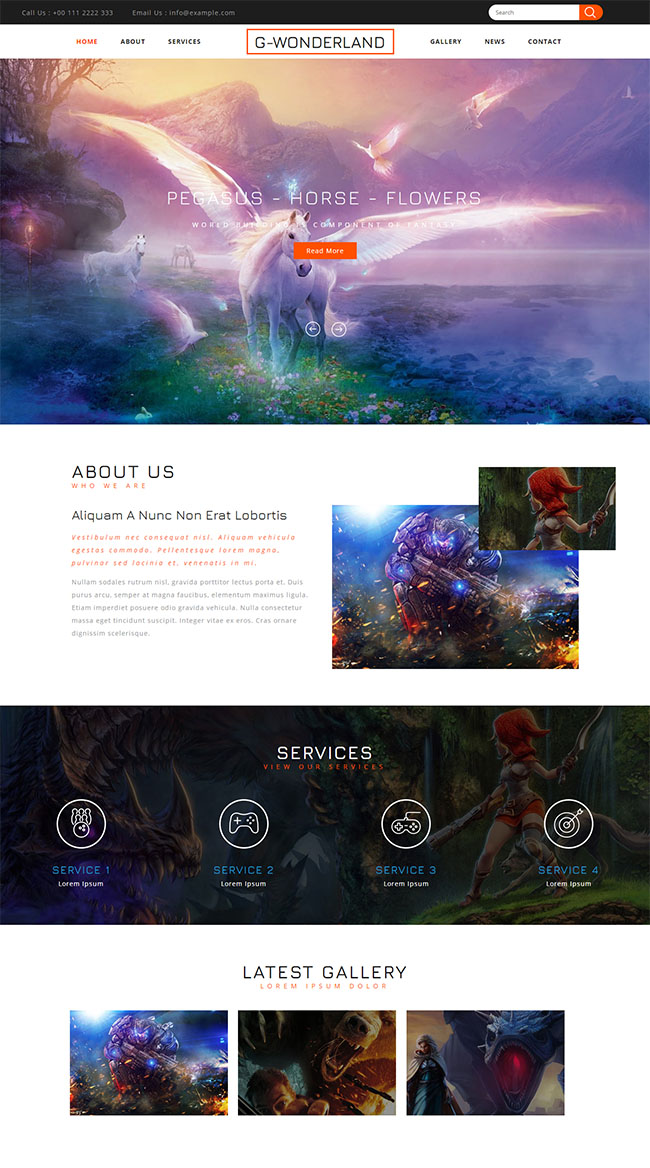 Call Us : +00 111 2222 333 Email Us : info@example.com Search
HOME ABOUT SERVICES G-WONDERLAND GALLERY NEWS CONTACT
PEGASUS - HORSE - FLOWERS
WORLD BUILDING IS COMPONENT OF FANTASY
Read More
ABOUT US
WHO WE ARE
Aliquam A Nunc Non Erat Lobortis
Vestibulum nec consequat nisl. Aliquam vehicula
egestas commodo. Pellentesque lorem magna,
pulvinar sed lacinia et, venenatis in mi.
Nullam sodales rutrum nisl, gravida porttitor lectus porta et. Duis
purus arcu, semper at magna faucibus, elementum maximus ligula.
Etiam imperdiet posuere odio gravida vehicula. Nulla consectetur
massa eget tincidunt suscipit. Integer vitae ex eros. Cras ornare
dignissim scelerisque.
SERVICES
VIEW OUR SERVICES
SERVICE 1 SERVICE 2 SERVICE 3 SERVICE 4
Lorem Ipsum Lorem Ipsum Lorem Ipsum Lorem Ipsum
LATEST GALLERY
LOREM IPSUM DOLOR